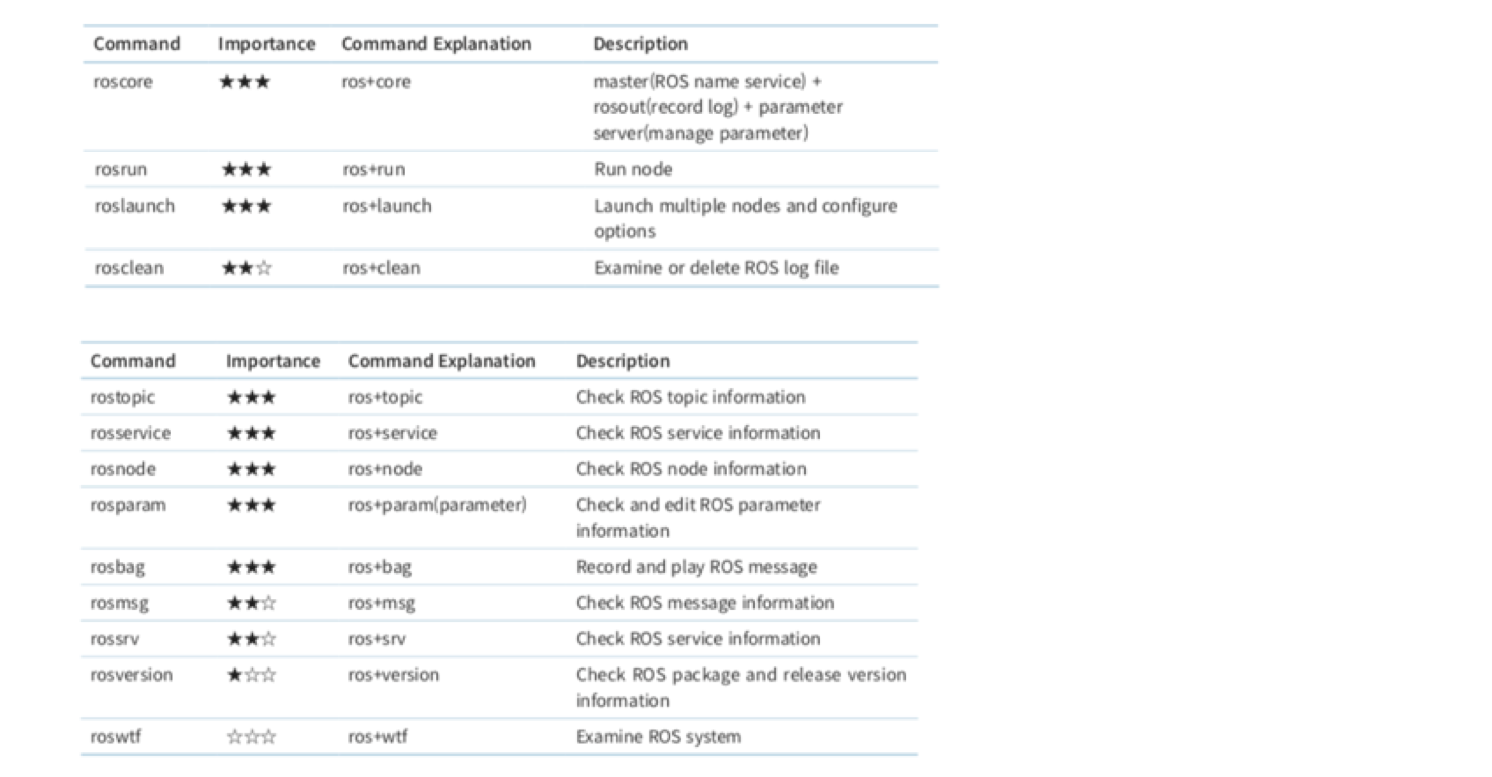 Command Importance Command Explanation Description
roscore ★★★ ros+core master(ROS name service) +
rosout(record log) + parameter
server(manage parameter)
rosrun ★★★ ros+run Run node
roslaunch ★★★ ros+launch Launch multiple nodes and configure
options
rosclean ★★☆ ros+clean Examine or delete ROS log file
Command Importance Command Explanation Description
rostopic ★★★ ros+topic Check ROS topic information
rosservice ★★★ ros+service Check ROS service information
rosnode ★★★ ros+node Check ROS node information
rosparam ★★★ ros+param(parameter) Check and edit ROS parameter
information
rosbag ★★★ ros+bag Record and play ROS message
rosmsg ★★☆ ros+msg Check ROS message information
rossrv ★★☆ ros+srv Check ROS service information
rosversion ★☆☆ ros+version Check ROS package and release version
information
roswtf ☆☆☆ ros+wtf Examine ROS system